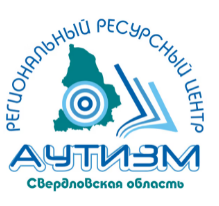 РЕГИОНАЛЬНЫЙ РЕСУРСНЫЙ ЦЕНТР
АУТИЗМ
Свердловская область